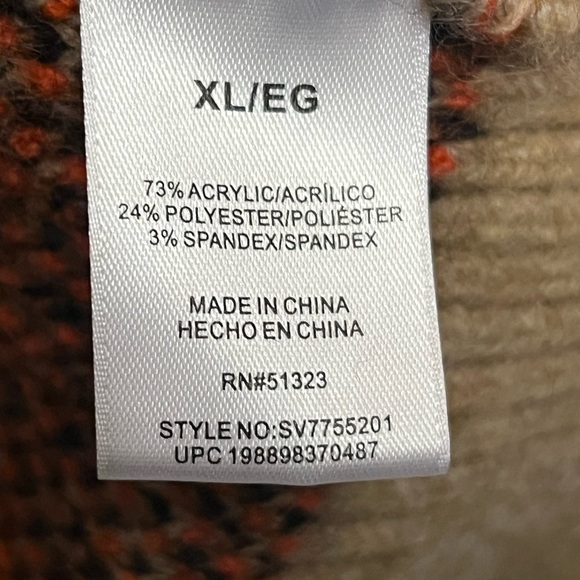 XL/EG
73% ACRYLIC/ACRÍLICO
24% POLYESTER/POLIÉSTER
3% SPANDEX/SPANDEX
MADE IN CHINA
HECHO EN CHINA
RN#51323
STYLE NO:SV7755201
UPC 198898370487